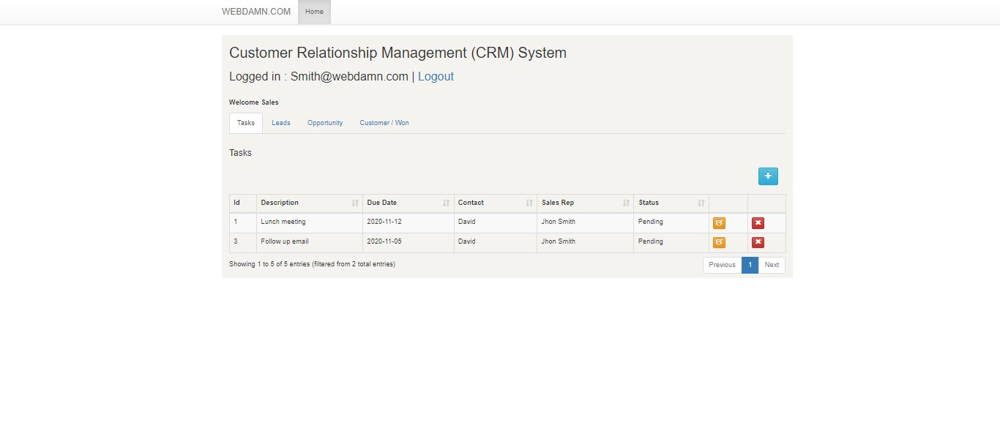 WEBDAMN.COM Home
Customer Relationship Management (CRM) System
Logged in : Smith@webdamn.com | Logout
Welcome Sales
Tasks Leads Opportunity Customer / Won
Tasks
+
Id Description Due Date Contact Sales Rep Status
1 Lunch meeting 2020-11-12 David Jhon Smith Pending
3 Follow up email 2020-11-05 David Jhon Smith Pending
Showing 1 to 5 of 5 entries (filtered from 2 total entries) Previous 1 Next